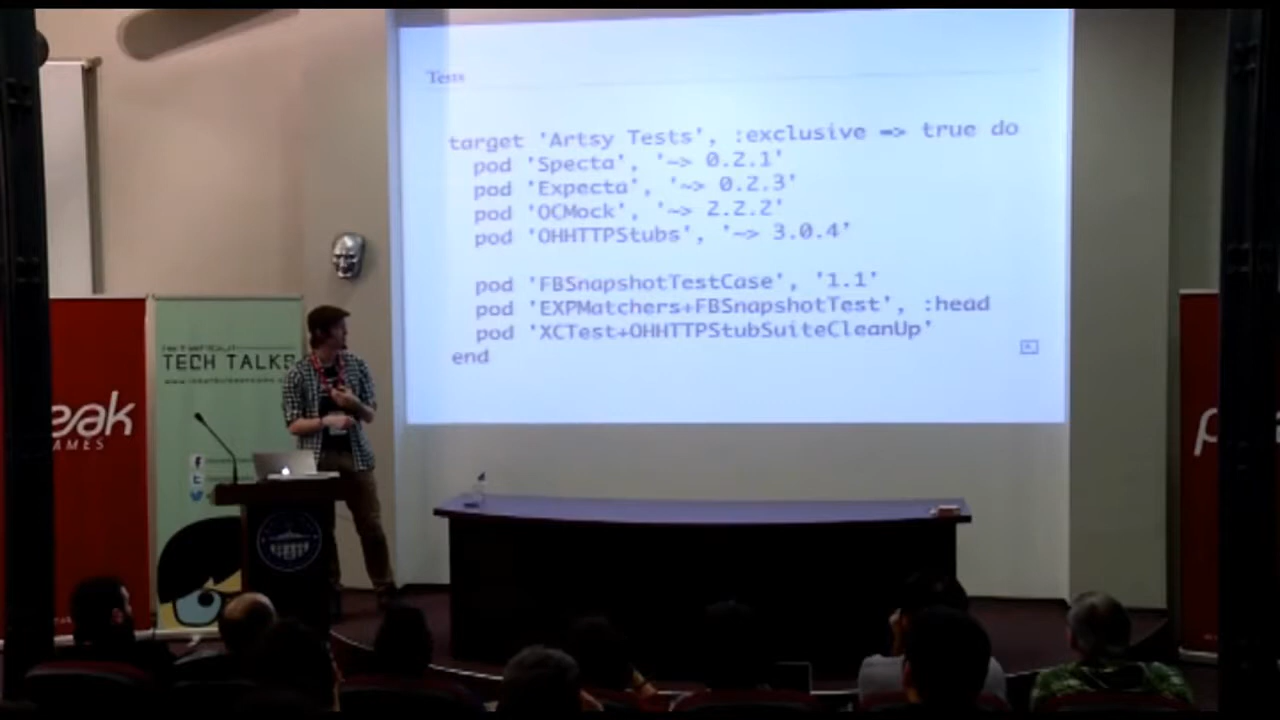 Tests
target 'Artsy Tests', :exclusive => true do
pod 'Specta', '~> 0.2.1'
pod 'Expecta', '~> 0.2.3'
pod 'OCMock', '~> 2.2.2'
pod 'OHHTTPStubs', '~> 3.0.4'
pod 'FBSnapshotTestCase', '1.1'
pod 'EXPMatchers+FBSnapshotTest', :head
pod 'XCTest+OHHTTPStubSuiteCleanUp'
end
TECH TALKS
eak
AMES
p